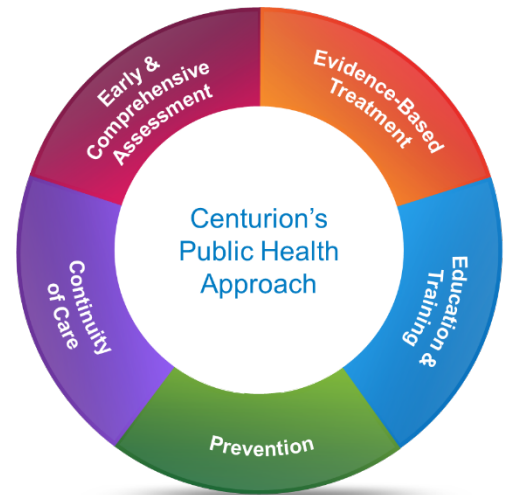 Centurion's
Public Health
Approach
Early &
Comprehensive
Assessment
Evidence-Based
Treatment
Education &
Training
Prevention
Continuity
of Care